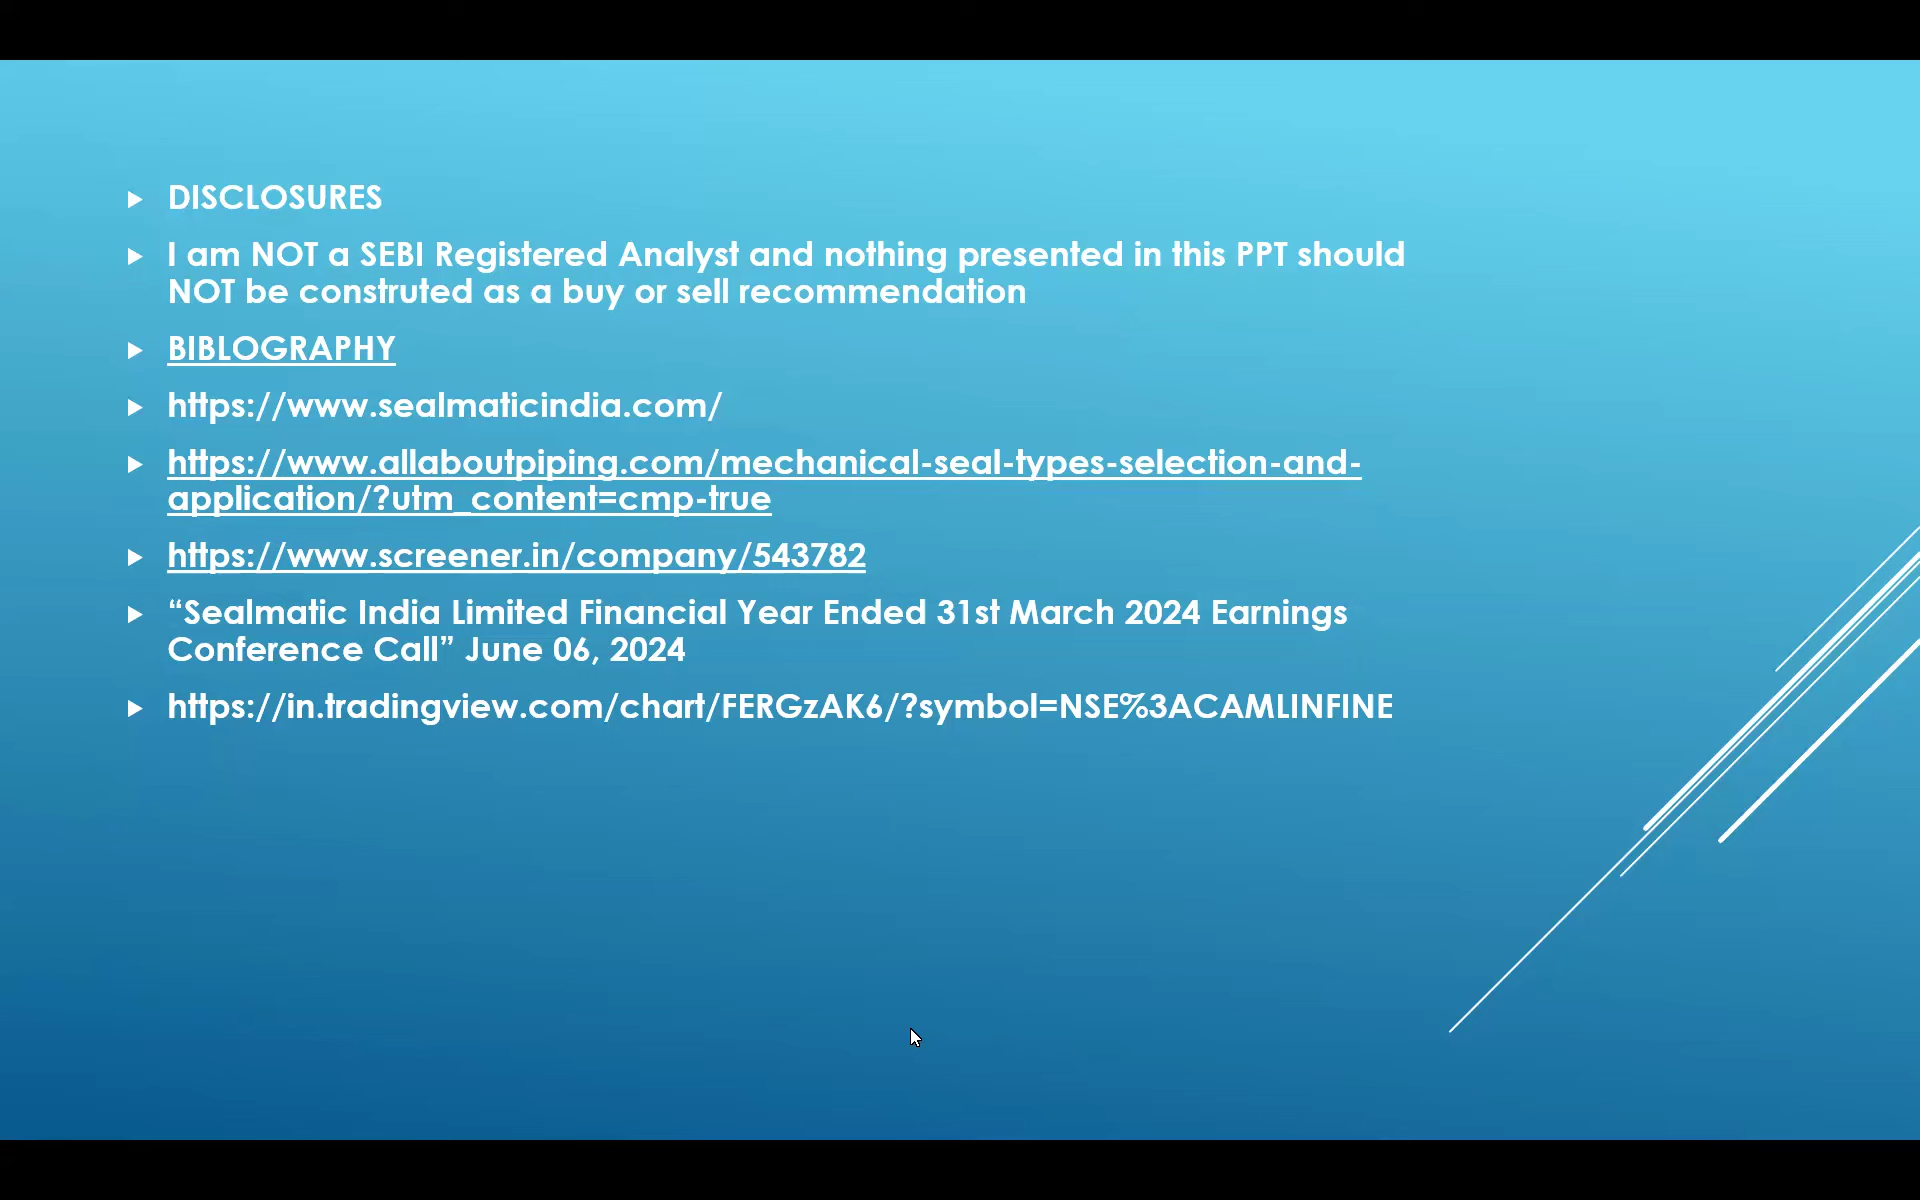 DISCLOSURES
I am NOT a SEBI Registered Analyst and nothing presented in this PPT should
NOT be construted as a buy or sell recommendation
BIBLOGRAPHY
https://www.sealmaticindia.com/
https://www.allaboutpiping.com/mechanical-seal-types-selection-and-
application/?utm_content=cmp-true
https://www.screener.in/company/543782
“Sealmatic India Limited Financial Year Ended 31st March 2024 Earnings
Conference Call” June 06, 2024
https://in.tradingview.com/chart/FERGzAK6/?symbol=NSE%3ACAMLINFINE